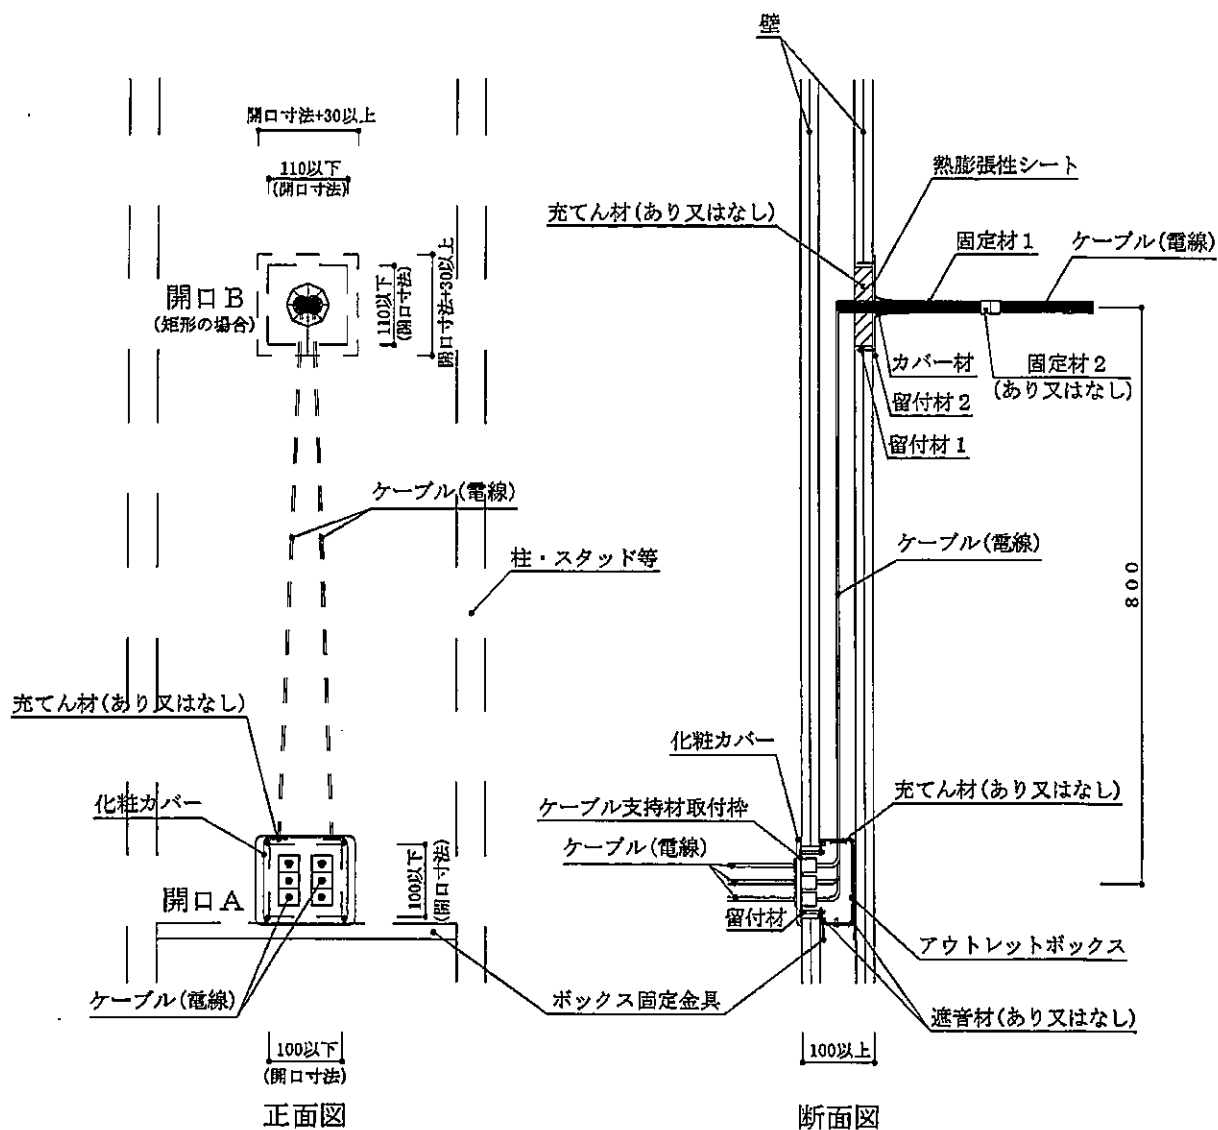 壁
開口寸法+30以上
110以下
(開口寸法)
熱膨張性シート
充てん材(あり又はなし)
固定材1
ケーブル(電線)
開口B
(矩形の場合)
110以下
(開口寸法)
開口寸法+30以上
カバー材
固定材2
(あり又はなし)
留付材2
留付材1
ケーブル(電線)
ケーブル(電線)
柱・スタッド等
800
充てん材(あり又はなし)
化粧カバー
化粧カバー
充てん材(あり又はなし)
ケーブル支持材取付枠
ケーブル(電線)
100以下
(開口寸法)
開口A
留付材
アウトレットボックス
ケーブル(電線)
ボックス固定金具
遮音材(あり又はなし)
100以下
(開口寸法)
100以上
正面図
断面図